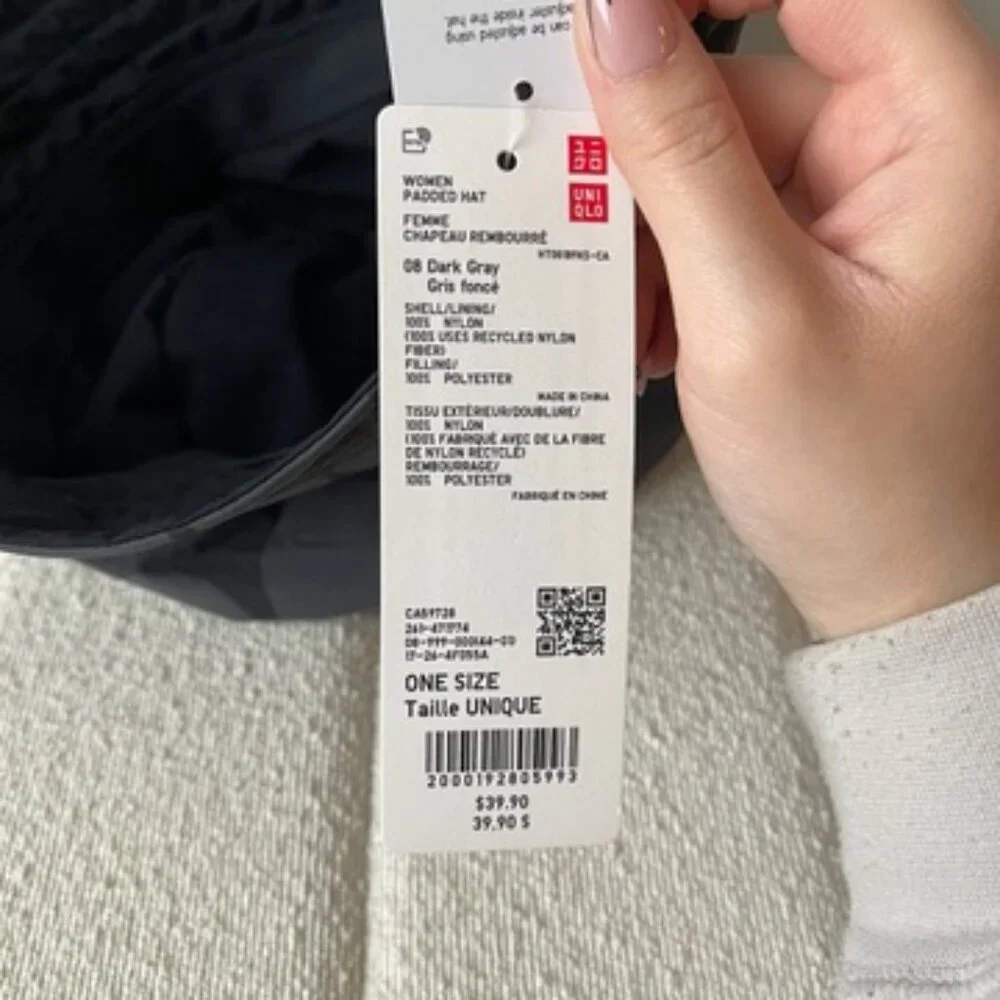 can be adjusted using
adjuster inside the hat.
ユニ
クロ
UNI
QLO
WOMEN
PADDED HAT
FEMME
CHAPEAU REMBOURRÉ
08 Dark Gray
Gris foncé
SHELL/LINING/
100% NYLON
(100% USES RECYCLED NYLON
FIBER)
FILLING/
100% POLYESTER
MADE IN CHINA
TISSU EXTÉRIEUR/DOUBLURE/
100% NYLON
(100% FABRIQUÉ AVEC DE LA FIBRE
DE NYLON RECYCLÉ)
REMBOURRAGE/
100% POLYESTER
FABRIQUÉ EN CHINE
CA59728
ONE SIZE
Taille UNIQUE
2000192805993
$39.90
39,90 $